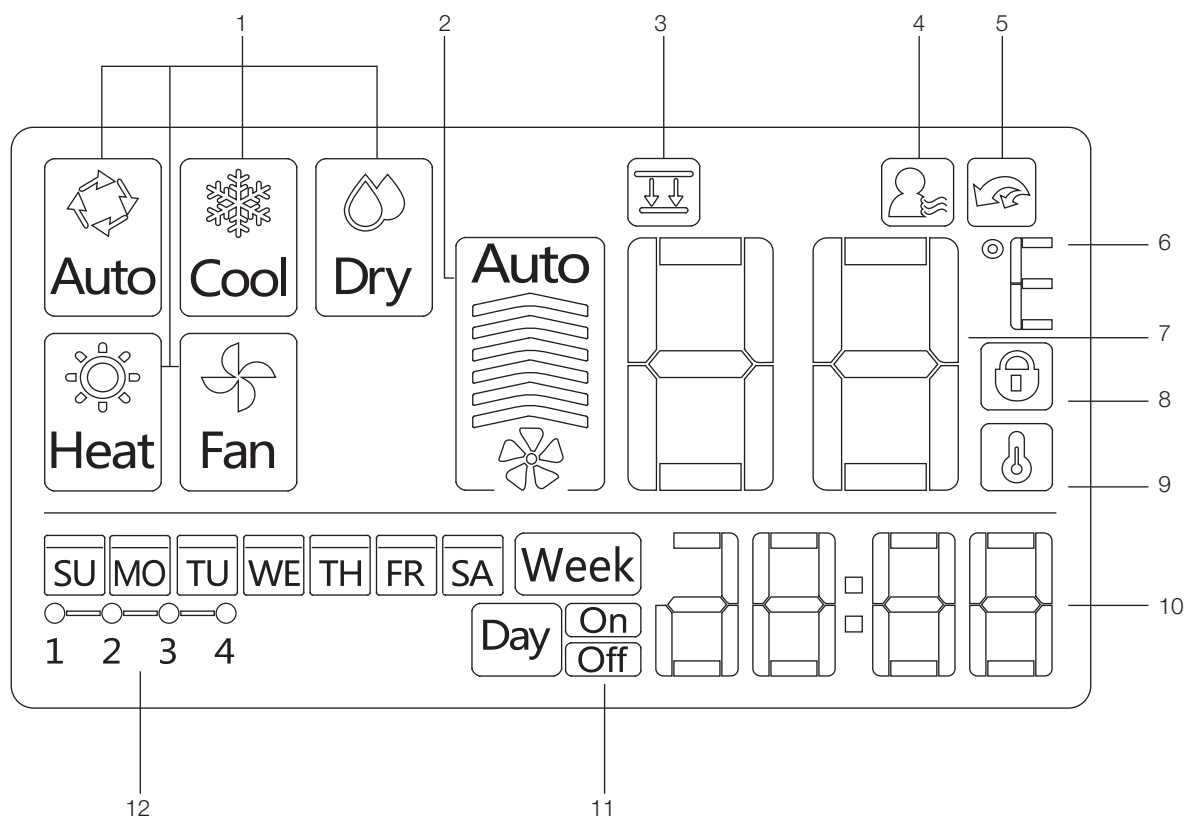 1 2 3 4 5
Auto Cool Dry
Auto
6
7
Heat Fan
8
9
SU MO TU WE TH FR SA Week
Day On
Off
10
1 2 3 4
12 11